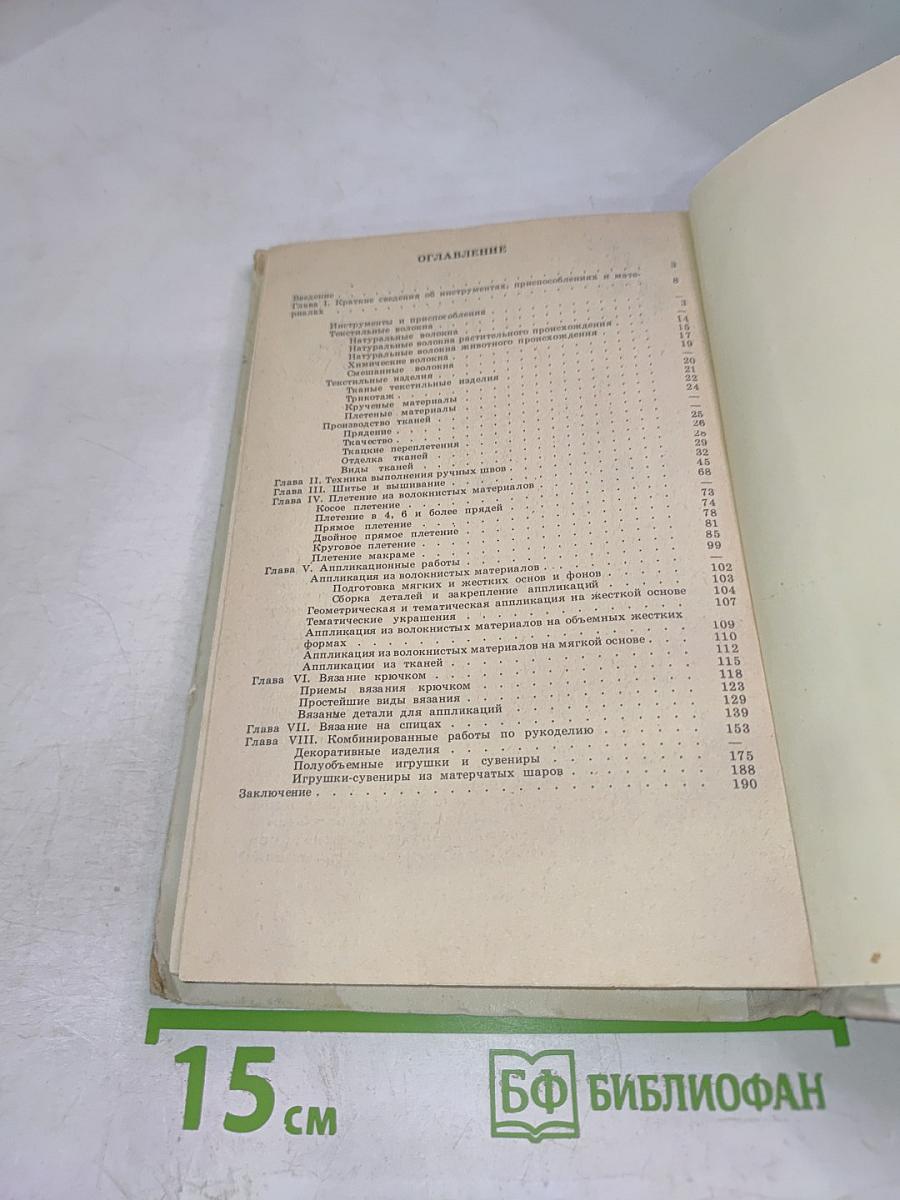 ОГЛАВЛЕНИЕ
Введение . . . 3
Глава I. Краткие сведения об инструментах, приспособлениях и мате-
риалах . . . 8
Инструменты и приспособления . . . —
Текстильные волокна . . . 3
Натуральные волокна . . . —
Натуральные волокна растительного происхождения . . . 14
Натуральные волокна животного происхождения . . . 15
Химические волокна . . . 17
Смешанные волокна . . . 19
Текстильные изделия . . . —
Тканые текстильные изделия . . . 20
Трикотаж . . . 21
Крученые материалы . . . 22
Плетеные материалы . . . 24
Производство тканей . . . —
Прядение . . . —
Ткачество . . . 25
Ткацкие переплетения . . . 26
Отделка тканей . . . 28
Виды тканей . . . 29
Глава II. Техника выполнения ручных швов . . . 32
Глава III. Шитье и вышивание . . . 45
Глава IV. Плетение из волокнистых материалов . . . 68
Косое плетение . . . —
Плетение в 4, 6 и более прядей . . . 73
Прямое плетение . . . 74
Двойное прямое плетение . . . 78
Круговое плетение . . . 81
Плетение макраме . . . 85
Глава V. Аппликационные работы . . . 99
Аппликация из волокнистых материалов . . . —
Подготовка мягких и жестких основ и фонов . . . 102
Сборка деталей и закрепление аппликаций . . . 103
Геометрическая и тематическая аппликация на жесткой основе 104
Тематические украшения . . . 107
Аппликация из волокнистых материалов на объемных жестких
формах . . . 109
Аппликация из волокнистых материалов на мягкой основе . . . 110
Аппликации из тканей . . . 112
Глава VI. Вязание крючком . . . 115
Приемы вязания крючком . . . 118
Простейшие виды вязания . . . 123
Вязаные детали для аппликаций . . . 129
Глава VII. Вязание на спицах . . . 139
Глава VIII. Комбинированные работы по рукоделию . . . 153
Декоративные изделия . . . —
Полуобъемные игрушки и сувениры . . . 175
Игрушки-сувениры из матерчатых шаров . . . 188
Заключение . . . 190
15 см
БФ БИБЛИОФАН